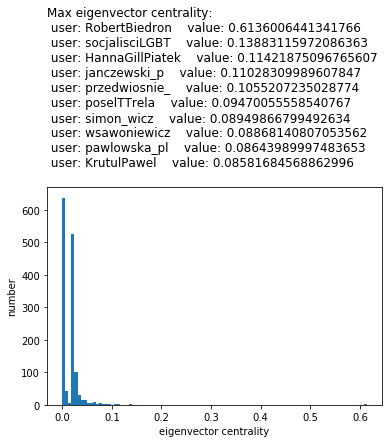 Max eigenvector centrality:
user: RobertBiedron    value: 0.6136006441341766
user: socjalisciLGBT    value: 0.13883115972086363
user: HannaGillPiatek    value: 0.11421875096765607
user: janczewski_p    value: 0.11028309989607847
user: przedwiosnie_    value: 0.1055207235028774
user: poselTTrela    value: 0.09470055558540767
user: simon_wicz    value: 0.08949866799492634
user: wsawoniewicz    value: 0.08868140807053562
user: pawlowska_pl    value: 0.08643989997483653
user: KrutulPawel    value: 0.08581684568862996
600
500
400
300
200
100
0
number
0.0 0.1 0.2 0.3 0.4 0.5 0.6
eigenvector centrality